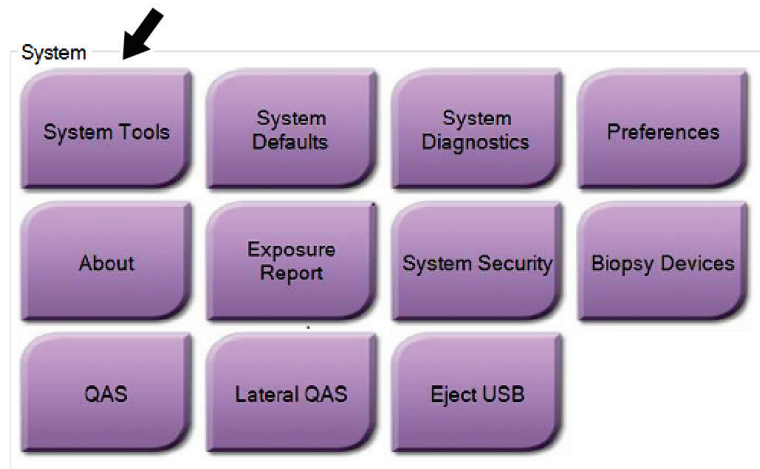 System
System Tools
System
Defaults
System
Diagnostics
Preferences
About
Exposure
Report
System Security
Biopsy Devices
QAS
Lateral QAS
Eject USB